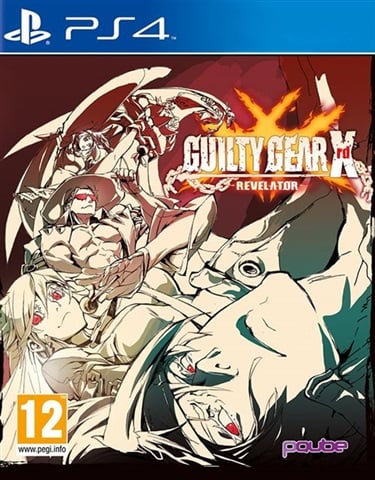 PS4
GUILTY GEAR Xrd
REVELATOR
12
www.pegi.info
PQube